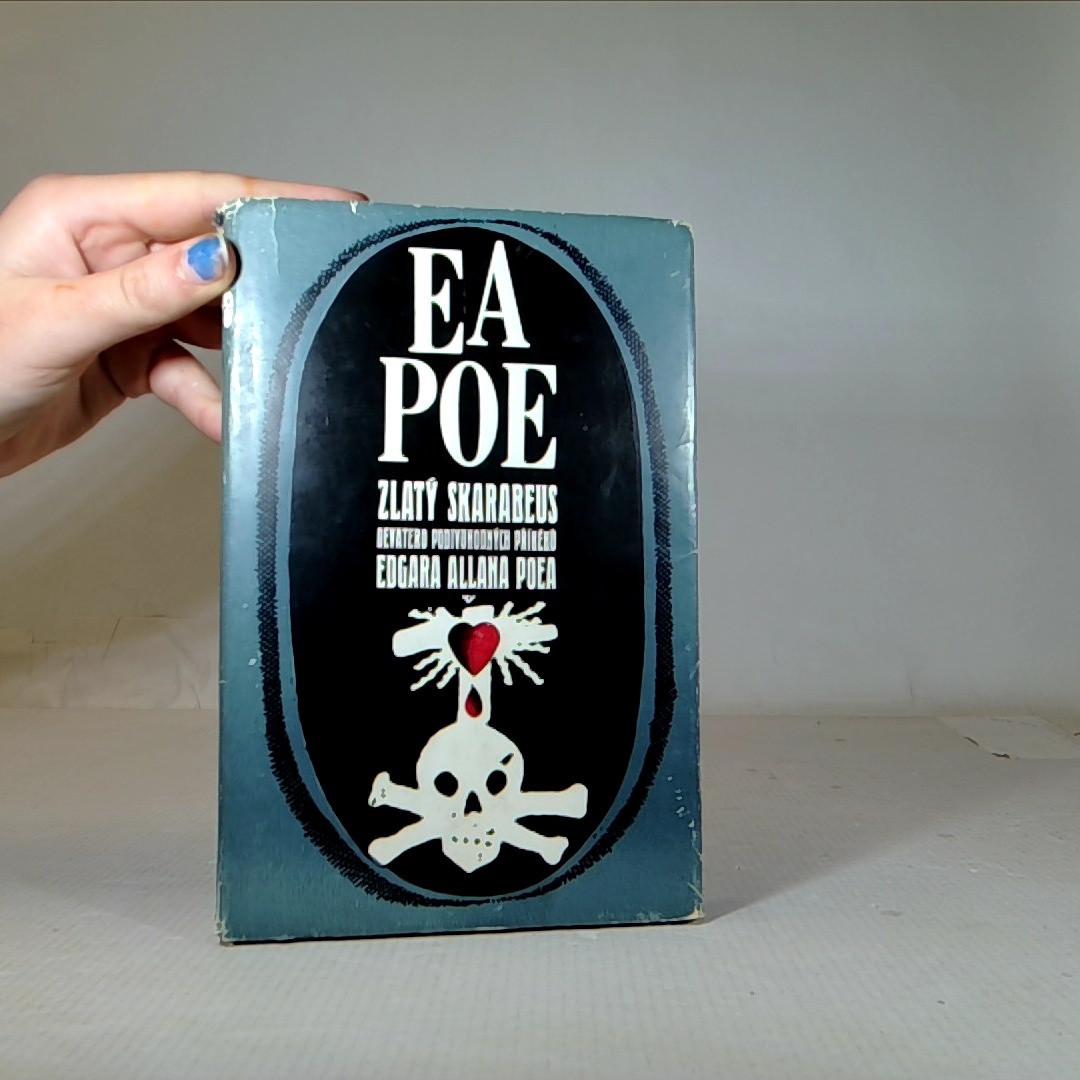 EA
POE
ZLATÝ SKARABEUS
DEVATERO PODIVUHODNÝCH PŘÍBĚHŮ
EDGARA ALLANA POEA